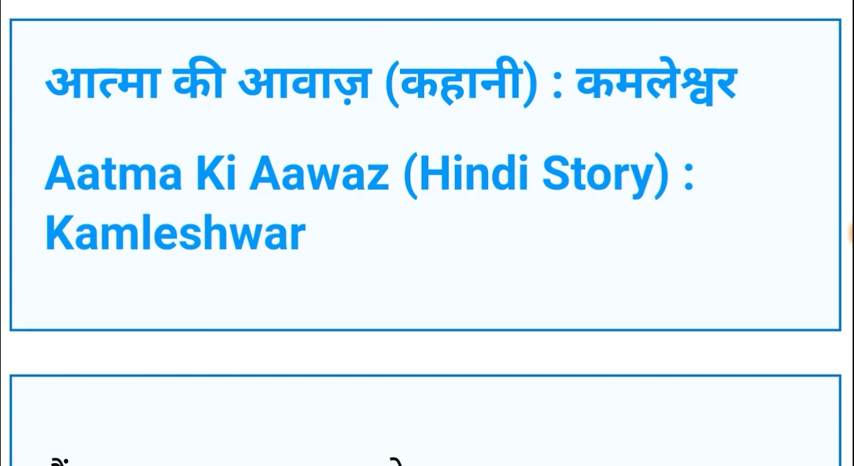 आत्मा की आवाज़ (कहानी) : कमलेश्वर
Aatma Ki Aawaz (Hindi Story) :
Kamleshwar